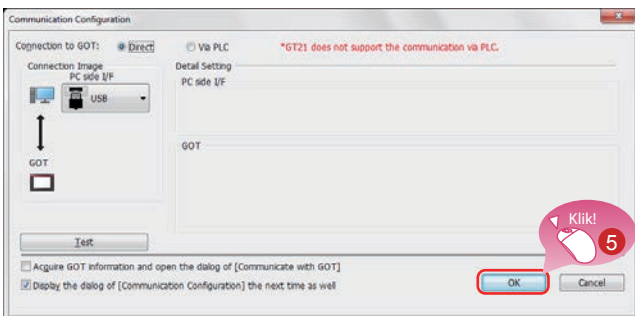 Communication Configuration
Connection to GOT: Direct Via PLC *GT21 does not support the communication via PLC.
Connection Image
PC side I/F
USB
GOT
Detail Setting
PC side I/F
GOT
Test
Acquire GOT information and open the dialog of [Communicate with GOT]
Display the dialog of [Communication Configuration] the next time as well
Klik!
5
OK Cancel